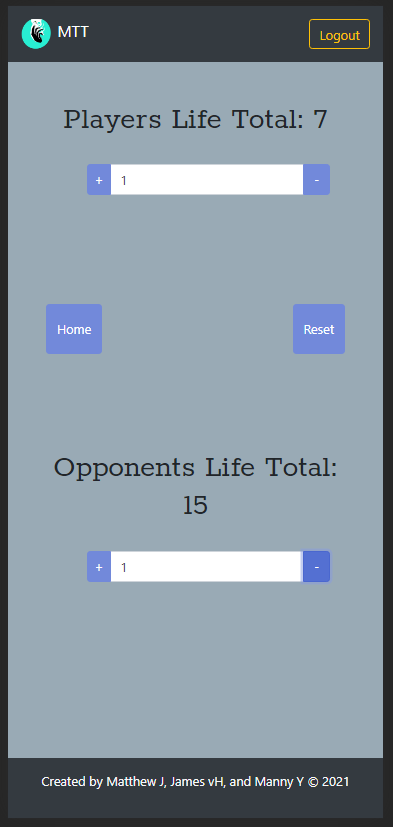 MTT
Logout
Players Life Total: 7
+ 1 -
Home
Reset
Opponents Life Total:
15
+ 1 -
Created by Matthew J, James vH, and Manny Y © 2021